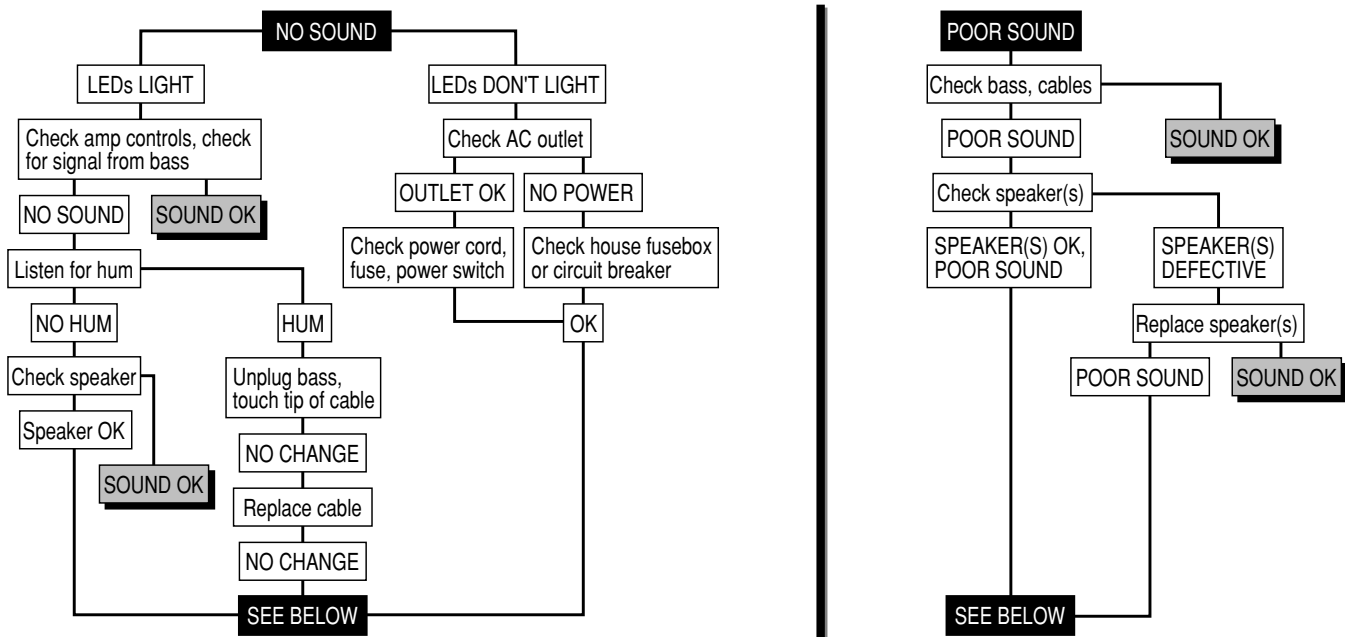 NO SOUND
LEDs LIGHT
Check amp controls, check
for signal from bass
NO SOUND
SOUND OK
Listen for hum
NO HUM
Check speaker
Speaker OK
SOUND OK
HUM
Unplug bass,
touch tip of cable
NO CHANGE
Replace cable
NO CHANGE
LEDs DON'T LIGHT
Check AC outlet
OUTLET OK
NO POWER
Check power cord,
fuse, power switch
Check house fusebox
or circuit breaker
OK
SEE BELOW
POOR SOUND
Check bass, cables
POOR SOUND
SOUND OK
Check speaker(s)
SPEAKER(S) OK,
POOR SOUND
SPEAKER(S)
DEFECTIVE
Replace speaker(s)
POOR SOUND
SOUND OK
SEE BELOW